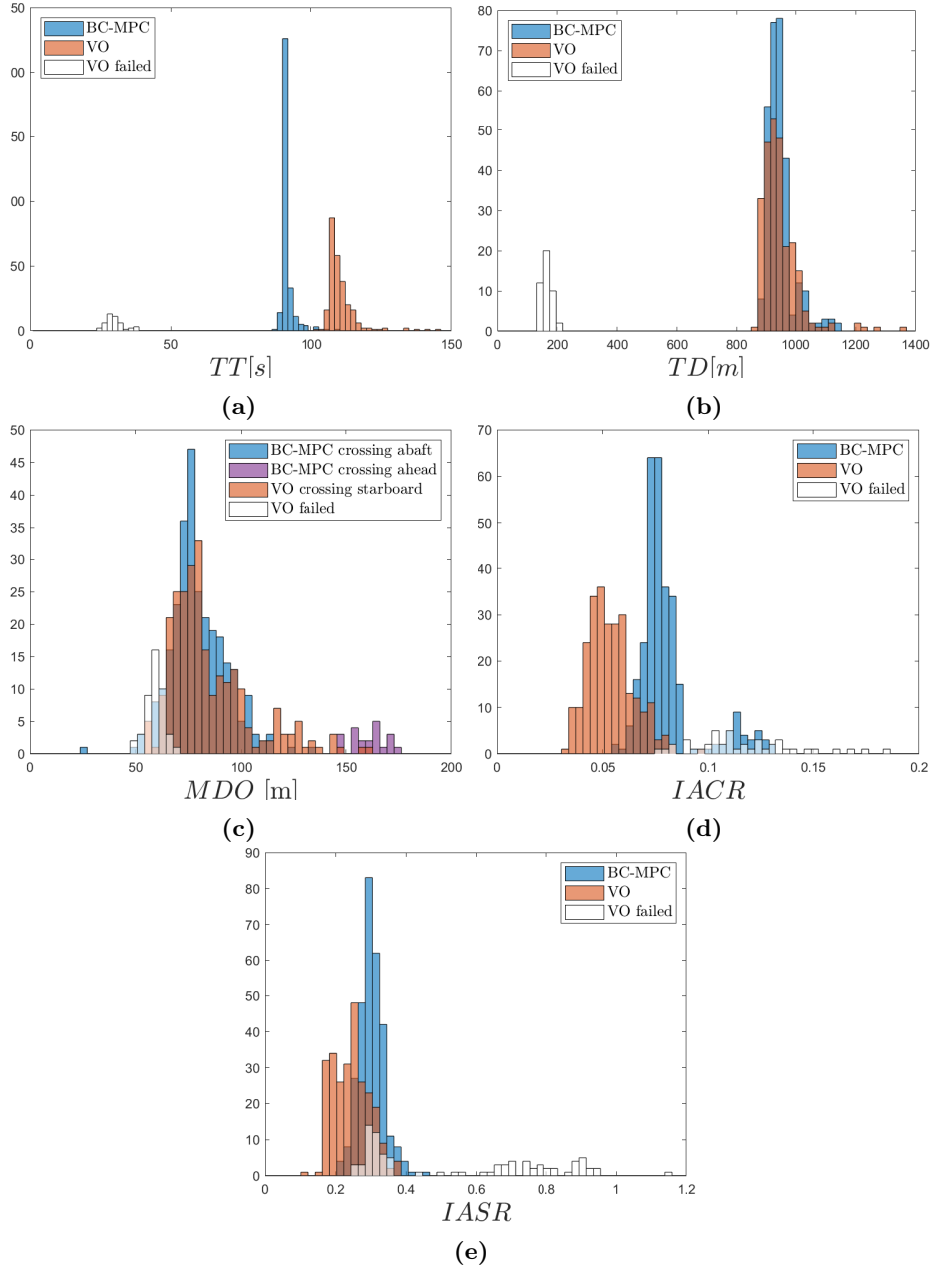 50
00
50
00
50
0
0
50
100
150
BC-MPC
VO
VO failed
TT[s]
(a)
80
70
60
50
40
30
20
10
0
0
200
400
600
800
1000
1200
1400
BC-MPC
VO
VO failed
TD[m]
(b)
50
45
40
35
30
25
20
15
10
5
0
0
50
100
150
200
BC-MPC crossing abaft
BC-MPC crossing ahead
VO crossing starboard
VO failed
MDO [m]
(c)
70
60
50
40
30
20
10
0
0
0.05
0.1
0.15
0.2
BC-MPC
VO
VO failed
IACR
(d)
90
80
70
60
50
40
30
20
10
0
0
0.2
0.4
0.6
0.8
1
1.2
BC-MPC
VO
VO failed
IASR
(e)